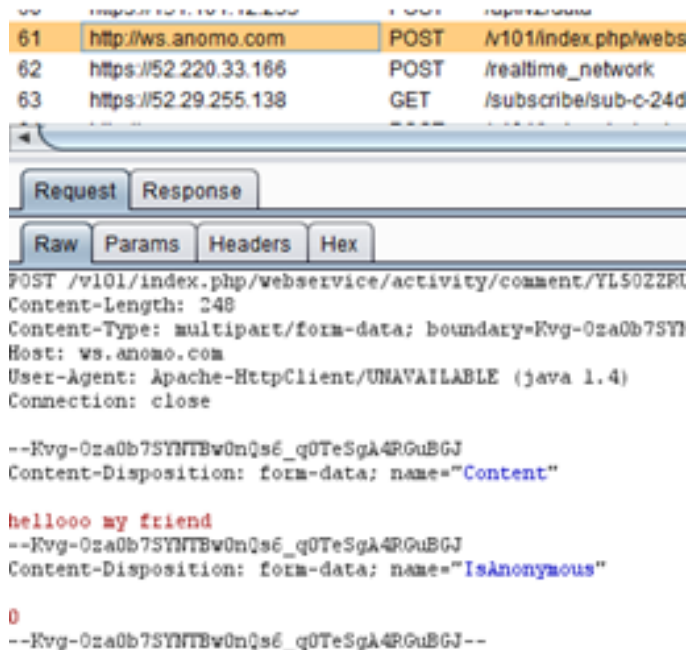 61 http://ws.anomo.com POST /v101/index.php/webs
62 https://52.220.33.166 POST /realtime_network
63 https://52.29.255.138 GET /subscribe/sub-c-24d
Request Response
Raw Params Headers Hex
POST /v101/index.php/webservice/activity/comment/YL50ZZRU
Content-Length: 248
Content-Type: multipart/form-data; boundary=Kvg-0za0b7SYN
Host: ws.anomo.com
User-Agent: Apache-HttpClient/UNAVAILABLE (java 1.4)
Connection: close
--Kvg-0za0b7SYNTBw0nQs6_q0TeSgA4RGuBGJ
Content-Disposition: form-data; name="Content"
hellooo my friend
--Kvg-0za0b7SYNTBw0nQs6_q0TeSgA4RGuBGJ
Content-Disposition: form-data; name="IsAnonymous"
0
--Kvg-0za0b7SYNTBw0nQs6_q0TeSgA4RGuBGJ--